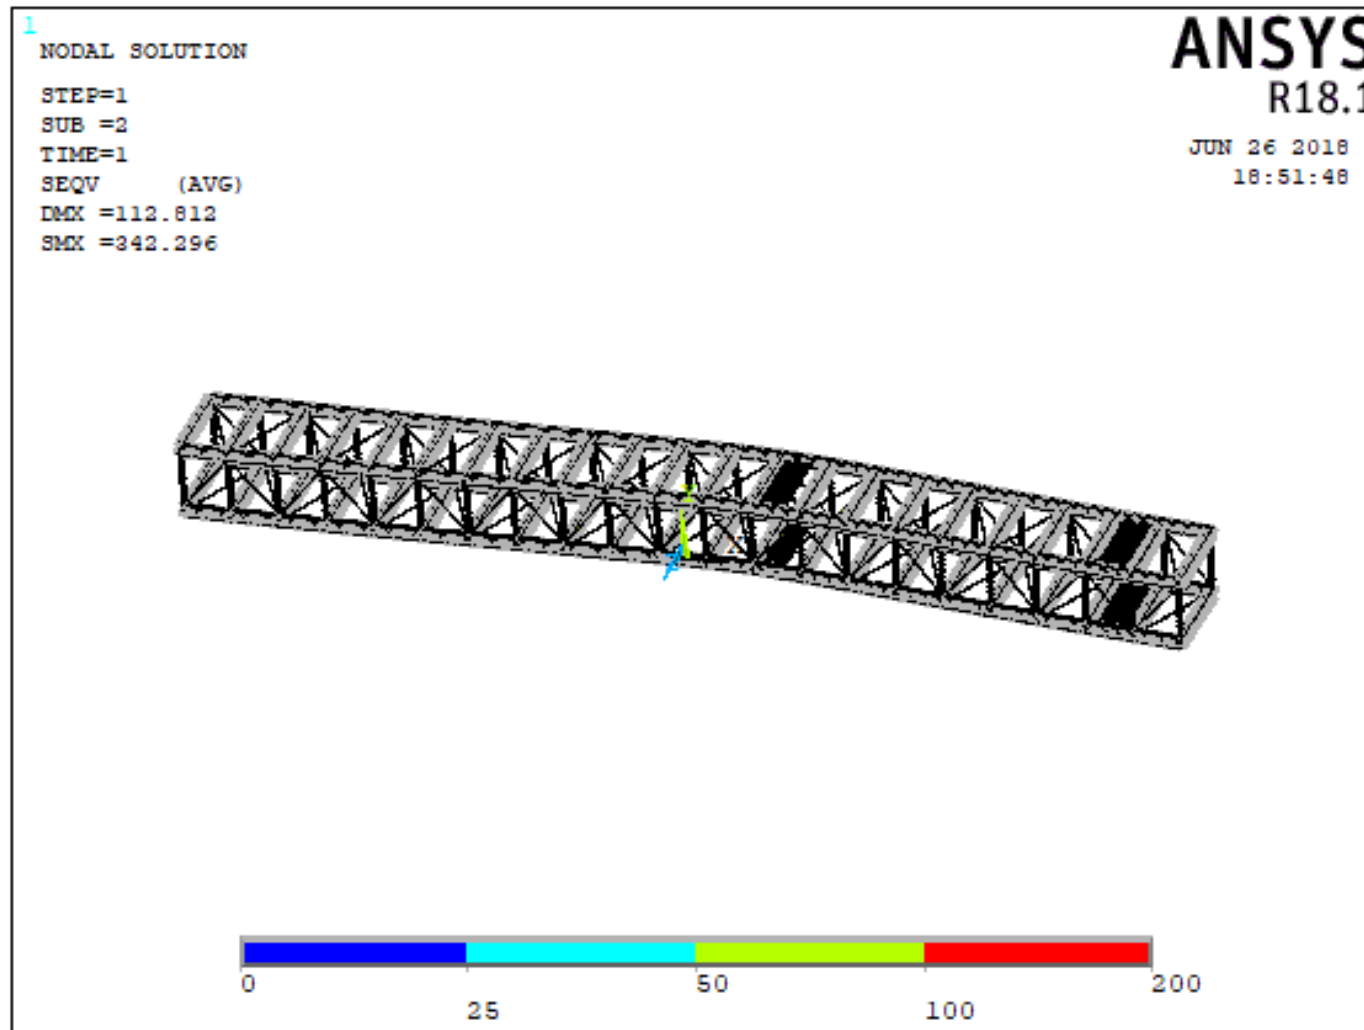 1
NODAL SOLUTION
STEP=1
SUB =2
TIME=1
SEQV (AVG)
DMX =112.812
SMX =342.296
ANSYS
R18.1
JUN 26 2018
18:51:48
Y
X
0
25
50
100
200